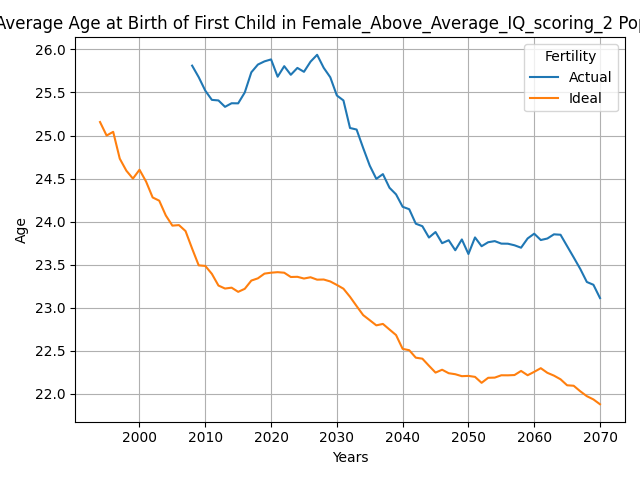 Average Age at Birth of First Child in Female_Above_Average_IQ_scoring_2
26.0
25.5
25.0
24.5
24.0
23.5
23.0
22.5
22.0
Age
Fertility
Actual
Ideal
2000 2010 2020 2030 2040 2050 2060 2070
Years